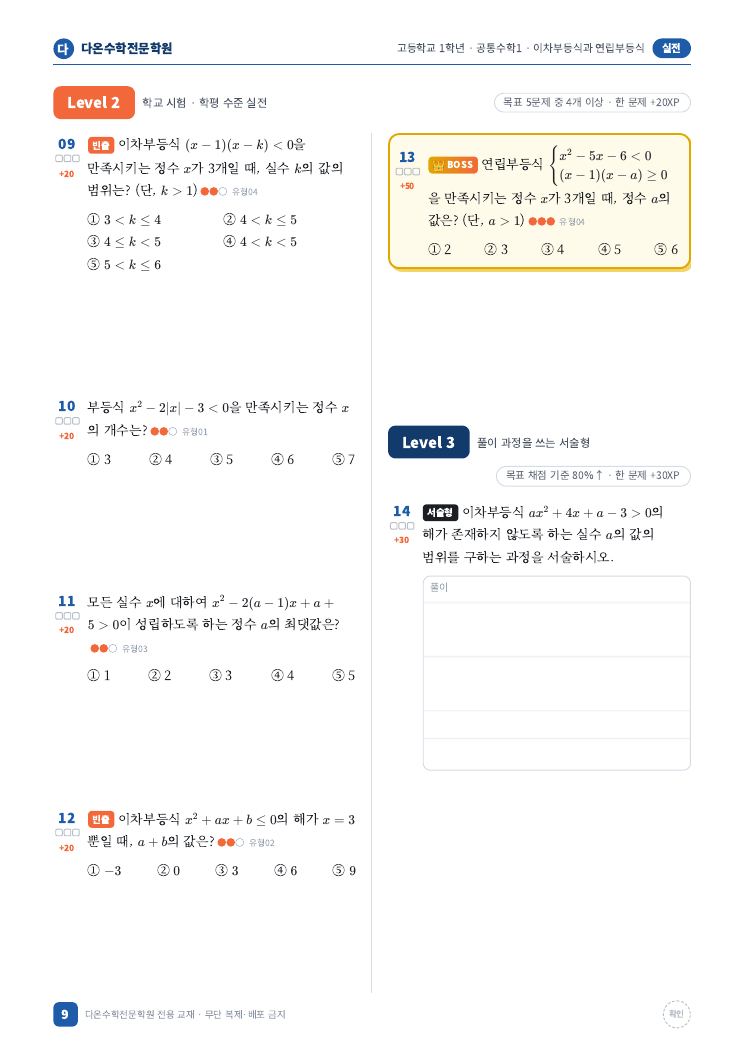 다 다온수학전문학원
고등학교 1학년 · 공통수학1 · 이차부등식과 연립부등식 실전
Level 2 학교 시험 · 학평 수준 실전
목표 5문제 중 4개 이상 · 한 문제 +20XP
09 빈출 이차부등식 (x − 1)(x − k) < 0을
만족시키는 정수 x가 3개일 때, 실수 k의 값의
+20
범위는? (단, k > 1) ●●○ 유형04
① 3 < k ≤ 4 ② 4 < k ≤ 5
③ 4 ≤ k < 5 ④ 4 < k < 5
⑤ 5 < k ≤ 6
10 부등식 x² − 2|x| − 3 < 0을 만족시키는 정수 x
+20 의 개수는? ●●○ 유형01
① 3 ② 4 ③ 5 ④ 6 ⑤ 7
11 모든 실수 x에 대하여 x² − 2(a − 1)x + a +
+20 5 > 0이 성립하도록 하는 정수 a의 최댓값은?
●●○ 유형03
① 1 ② 2 ③ 3 ④ 4 ⑤ 5
12 빈출 이차부등식 x² + ax + b ≤ 0의 해가 x = 3
+20 뿐일 때, a + b의 값은? ●●○ 유형02
① −3 ② 0 ③ 3 ④ 6 ⑤ 9
13 BOSS 연립부등식 { x² − 5x − 6 < 0
(x − 1)(x − a) ≥ 0
+50
을 만족시키는 정수 x가 3개일 때, 정수 a의
값은? (단, a > 1) ●●● 유형04
① 2 ② 3 ③ 4 ④ 5 ⑤ 6
Level 3 풀이 과정을 쓰는 서술형
목표 채점 기준 80%↑ · 한 문제 +30XP
14 서술형 이차부등식 ax² + 4x + a − 3 > 0의
해가 존재하지 않도록 하는 실수 a의 값의
+30
범위를 구하는 과정을 서술하시오.
풀이
9 다온수학전문학원 전용 교재 · 무단 복제·배포 금지
확인